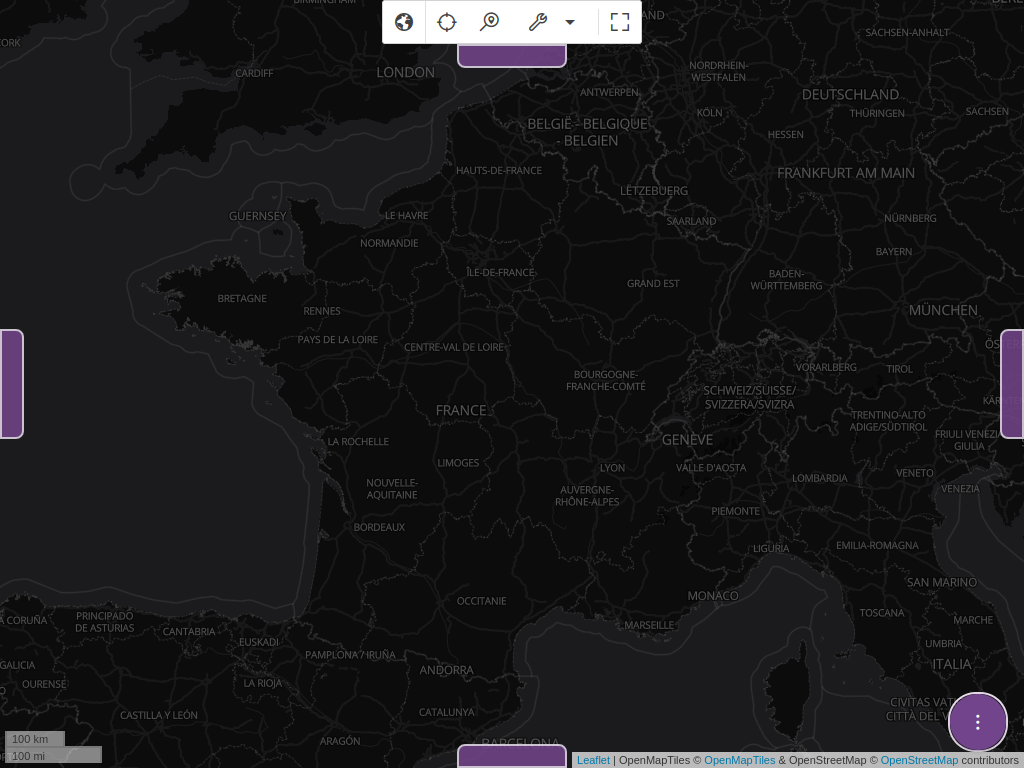 BIRMINGHAM
CORK
CARDIFF
LONDON
SACHSEN-ANHALT
NORDRHEIN-
WESTFALEN
ANTWERPEN
DEUTSCHLAND
KÖLN
THÜRINGEN
SACHSEN
BELGIË - BELGIQUE
- BELGIEN
HESSEN
HAUTS-DE-FRANCE
FRANKFURT AM MAIN
LËTZEBUERG
GUERNSEY
LE HAVRE
SAARLAND
NÜRNBERG
NORMANDIE
BAYERN
ÎLE-DE-FRANCE
GRAND EST
BADEN-
WÜRTTEMBERG
BRETAGNE
RENNES
MÜNCHEN
PAYS DE LA LOIRE
CENTRE-VAL DE LOIRE
VORARLBERG
TIROL
BOURGOGNE-
FRANCHE-COMTÉ
SCHWEIZ/SUISSE/
SVIZZERA/SVIZRA
FRANCE
TRENTINO-ALTO
ADIGE/SÜDTIROL
LA ROCHELLE
GENÈVE
FRIULI VENEZIA
GIULIA
LIMOGES
LYON
VALLE D'AOSTA
LOMBARDIA
VENETO
NOUVELLE-
AQUITAINE
AUVERGNE-
RHÔNE-ALPES
VENEZIA
PIEMONTE
BORDEAUX
LIGURIA
EMILIA-ROMAGNA
SAN MARINO
OCCITANIE
MONACO
TOSCANA
A CORUÑA
PRINCIPADO
DE ASTURIAS
MARSEILLE
MARCHE
CANTABRIA
EUSKADI
UMBRIA
PAMPLONA / IRUÑA
GALICIA
ANDORRA
ITALIA
OURENSE
LA RIOJA
CASTILLA Y LEÓN
CATALUNYA
CIVITAS VAT
CITTÀ DEL V
ARAGÓN
BARCELONA
100 km
100 mi
Leaflet | OpenMapTiles © OpenMapTiles & OpenStreetMap © OpenStreetMap contributors